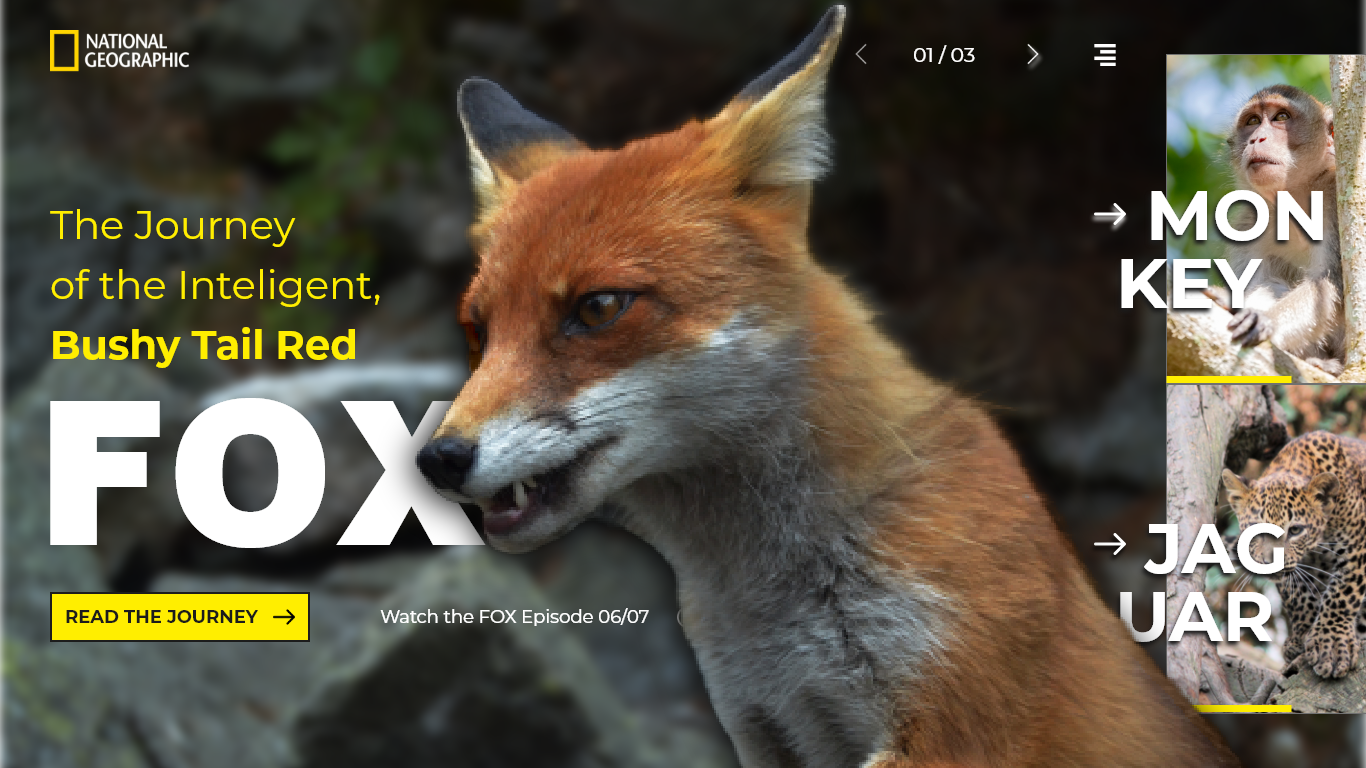 NATIONAL
GEOGRAPHIC
01 / 03
The Journey
of the Inteligent,
Bushy Tail Red
FOX
READ THE JOURNEY
Watch the FOX Episode 06/07
MON
KEY
JAG
UAR